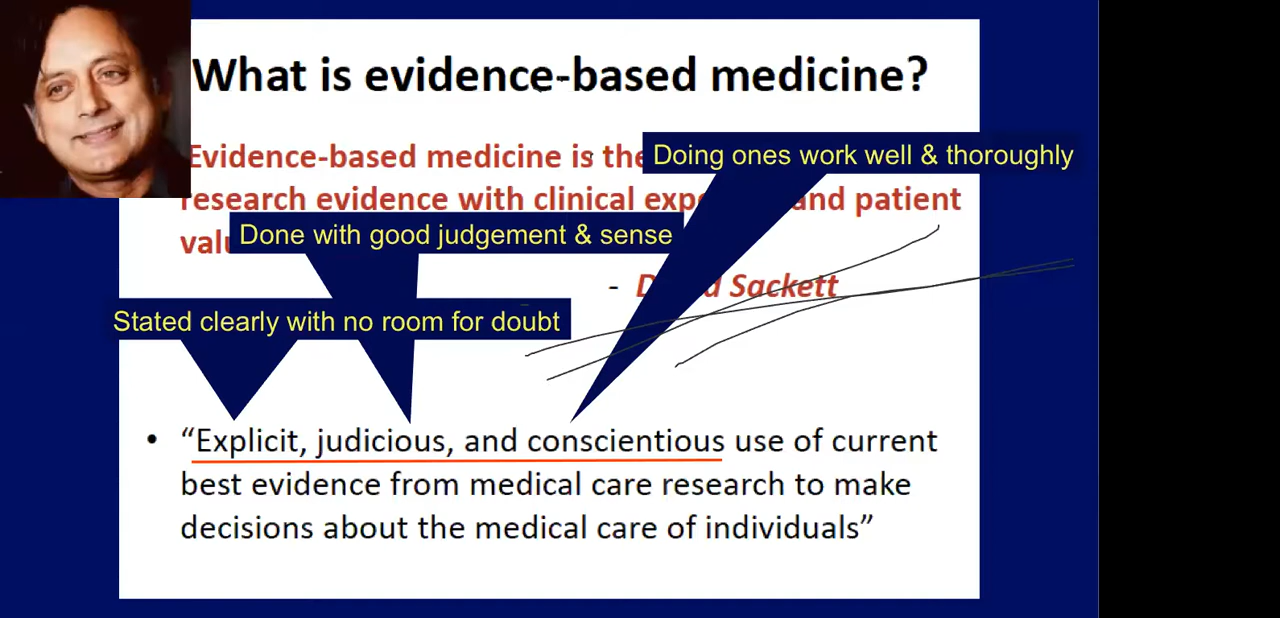 What is evidence-based medicine?
Evidence-based medicine is the
Doing ones work well & thoroughly
research evidence with clinical and patient
Done with good judgement & sense
- Sackett
Stated clearly with no room for doubt
• “Explicit, judicious, and conscientious use of current
best evidence from medical care research to make
decisions about the medical care of individuals”